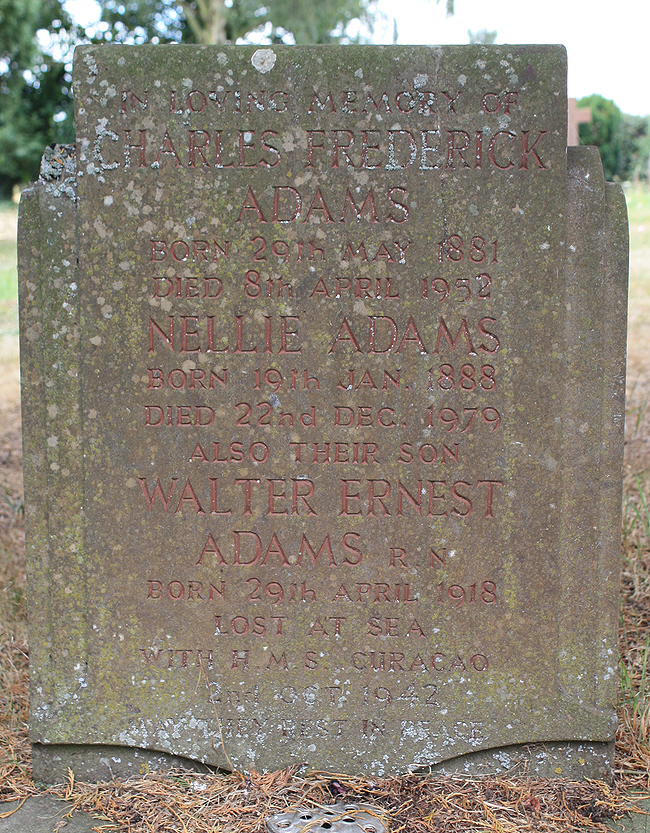 IN LOVING MEMORY OF
CHARLES FREDERICK
ADAMS
BORN 29th MAY 1881
DIED 8th APRIL 1952
NELLIE ADAMS
BORN 19th JAN. 1888
DIED 22nd DEC. 1979
ALSO THEIR SON
WALTER ERNEST
ADAMS R.N
BORN 29th APRIL 1918
LOST AT SEA
WITH H.M.S. CURACAO
2nd OCT 1942
MAY THEY REST IN PEACE